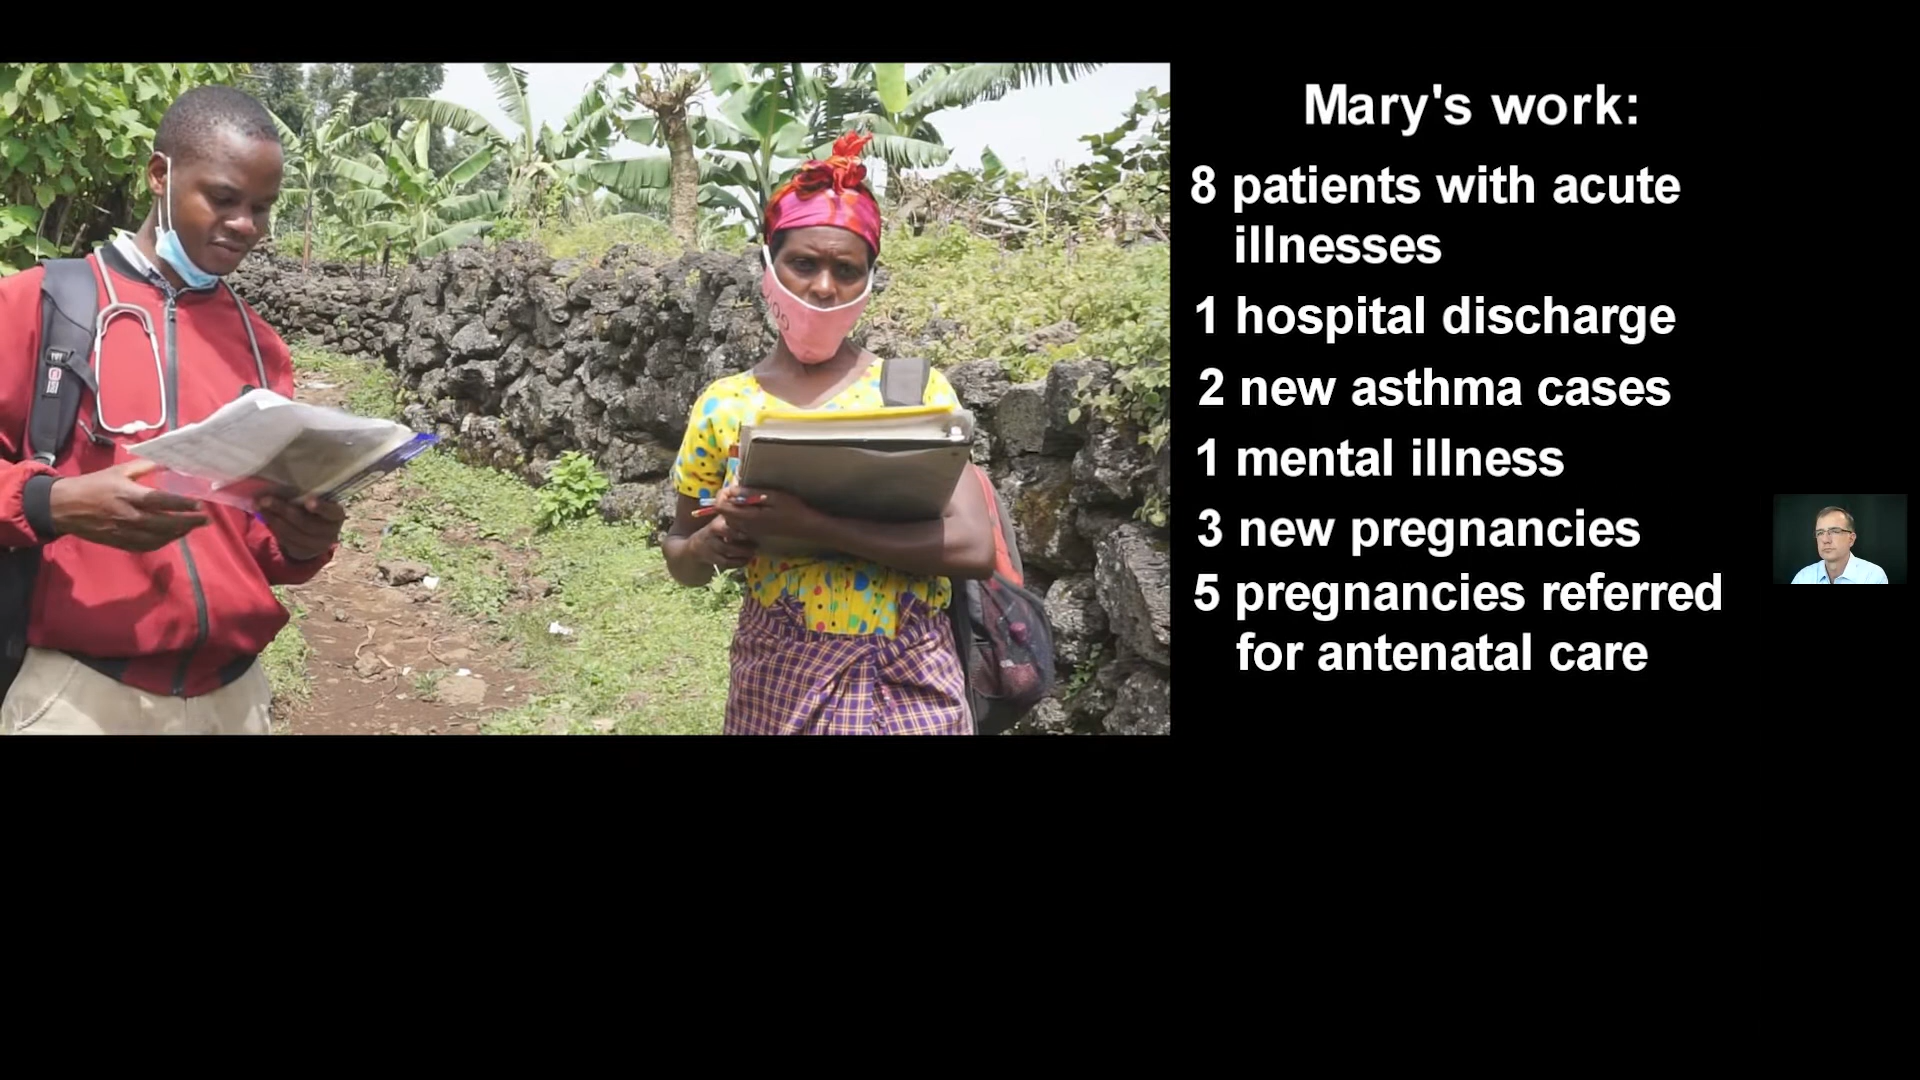 Mary's work:
8 patients with acute
illnesses
1 hospital discharge
2 new asthma cases
1 mental illness
3 new pregnancies
5 pregnancies referred
for antenatal care